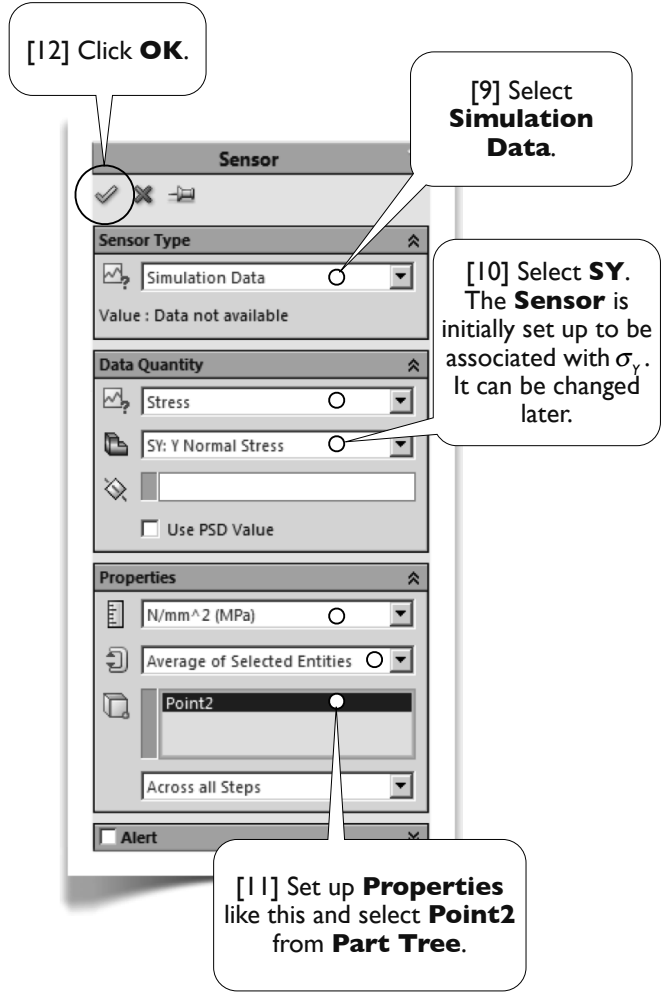 [12] Click OK.
[9] Select
Simulation
Data.
Sensor
Sensor Type
Simulation Data
Value : Data not available
[10] Select SY.
The Sensor is
initially set up to be
associated with σY.
It can be changed
later.
Data Quantity
Stress
SY: Y Normal Stress
Use PSD Value
Properties
N/mm^2 (MPa)
Average of Selected Entities
Point2
Across all Steps
Alert
[11] Set up Properties
like this and select Point2
from Part Tree.